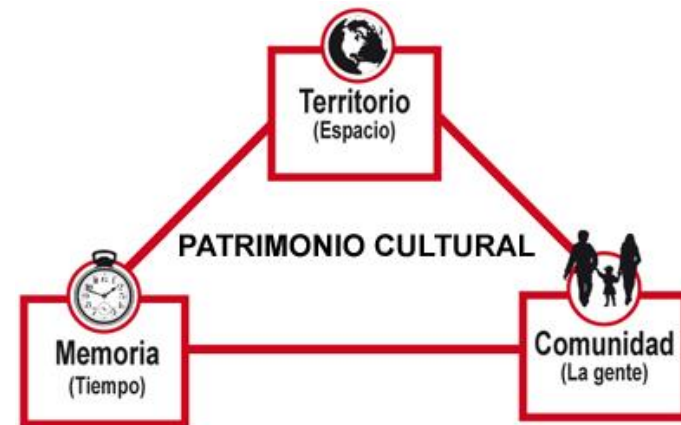 Territorio
(Espacio)
PATRIMONIO CULTURAL
Memoria
(Tiempo)
Comunidad
(La gente)